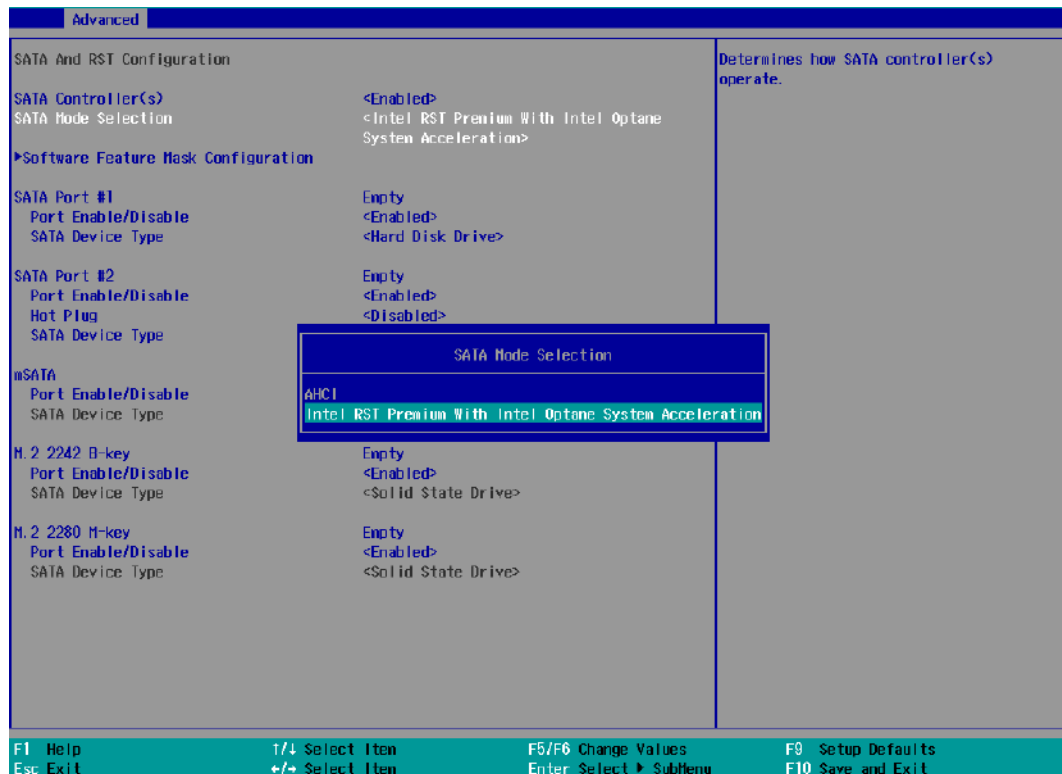 Advanced
SATA And RST Configuration
Determines how SATA controller(s)
operate.
SATA Controller(s) <Enabled>
SATA Mode Selection <Intel RST Premium With Intel Optane
System Acceleration>
▶Software Feature Mask Configuration
SATA Port #1 Empty
Port Enable/Disable <Enabled>
SATA Device Type <Hard Disk Drive>
SATA Port #2 Empty
Port Enable/Disable <Enabled>
Hot Plug <Disabled>
SATA Device Type
mSATA
Port Enable/Disable
SATA Device Type
SATA Mode Selection
AHCI
Intel RST Premium With Intel Optane System Acceleration
M.2 2242 B-key Empty
Port Enable/Disable <Enabled>
SATA Device Type <Solid State Drive>
M.2 2280 M-key Empty
Port Enable/Disable <Enabled>
SATA Device Type <Solid State Drive>
F1 Help ↑/↓ Select Item F5/F6 Change Values F9 Setup Defaults
Esc Exit ←/→ Select Item Enter Select ▶ SubMenu F10 Save and Exit